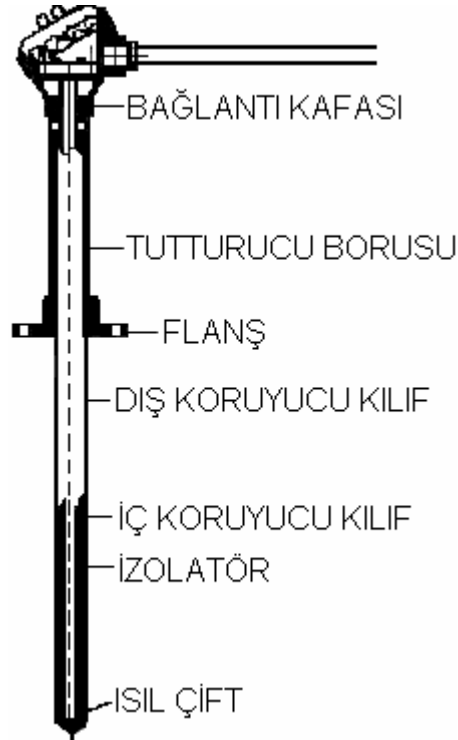 BAĞLANTI KAFASI
TUTTURUCU BORUSU
FLANŞ
DIŞ KORUYUCU KILIF
İÇ KORUYUCU KILIF
İZOLATÖR
ISIL ÇİFT